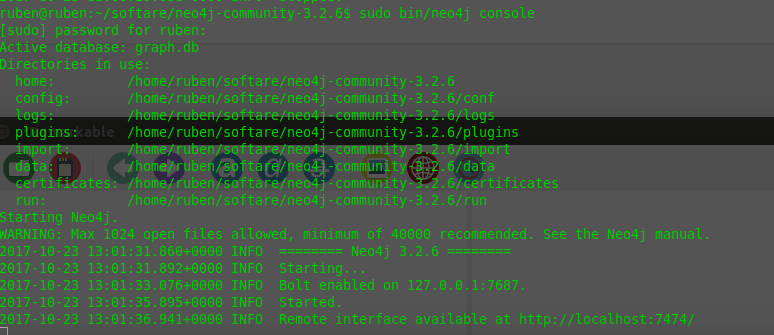 ruben@ruben:~/softare/neo4j-community-3.2.6$ sudo bin/neo4j console
[sudo] password for ruben:
Active database: graph.db
Directories in use:
home: /home/ruben/softare/neo4j-community-3.2.6
config: /home/ruben/softare/neo4j-community-3.2.6/conf
logs: /home/ruben/softare/neo4j-community-3.2.6/logs
plugins: /home/ruben/softare/neo4j-community-3.2.6/plugins
import: /home/ruben/softare/neo4j-community-3.2.6/import
data: /home/ruben/softare/neo4j-community-3.2.6/data
certificates: /home/ruben/softare/neo4j-community-3.2.6/certificates
run: /home/ruben/softare/neo4j-community-3.2.6/run
Starting Neo4j.
WARNING: Max 1024 open files allowed, minimum of 40000 recommended. See the Neo4j manual.
2017-10-23 13:01:31.860+0000 INFO ======== Neo4j 3.2.6 ========
2017-10-23 13:01:31.892+0000 INFO Starting...
2017-10-23 13:01:33.076+0000 INFO Bolt enabled on 127.0.0.1:7687.
2017-10-23 13:01:35.895+0000 INFO Started.
2017-10-23 13:01:36.941+0000 INFO Remote interface available at http://localhost:7474/